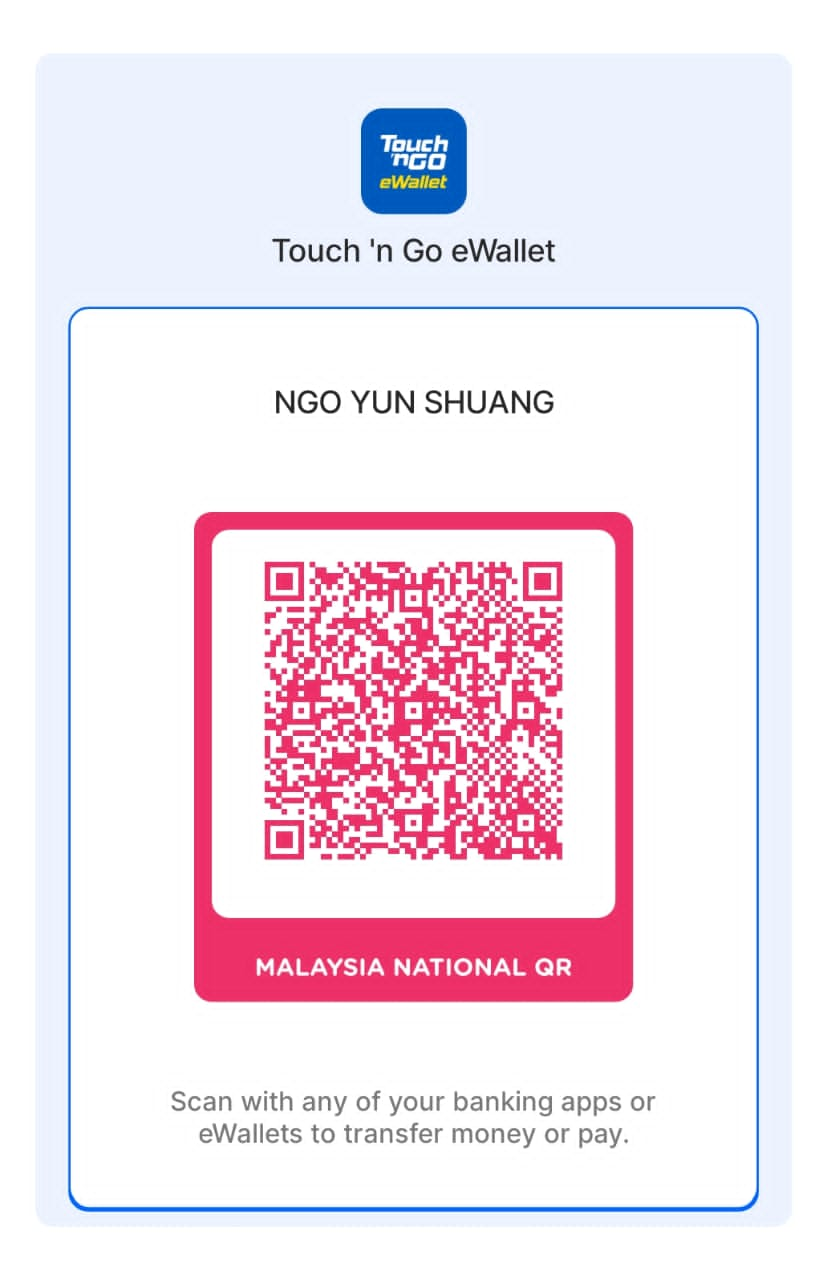 Touch
'nGO
eWallet
Touch 'n Go eWallet
NGO YUN SHUANG
MALAYSIA NATIONAL QR
Scan with any of your banking apps or
eWallets to transfer money or pay.